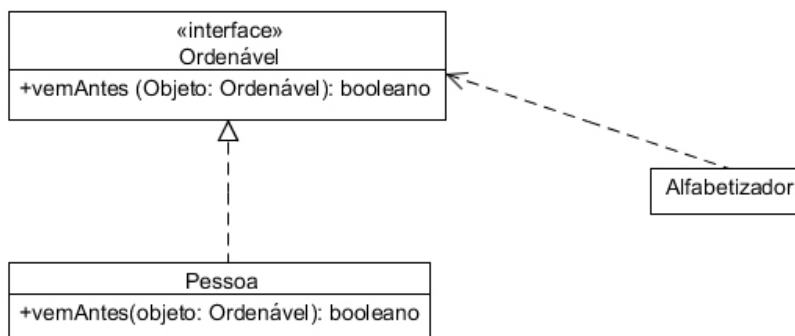 «interface»
Ordenável
+vemAntes (Objeto: Ordenável): booleano
Alfabetizador
Pessoa
+vemAntes(objeto: Ordenável): booleano